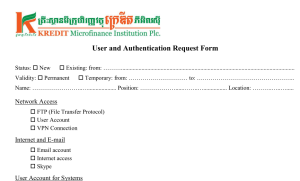 គ្រឹះស្ថានមីក្រូហិរញ្ញវត្ថុ ក្រេឌីត ភីអិលស៊ី
KREDIT Microfinance Institution Plc.
User and Authentication Request Form
Status: ☐ New ☐ Existing: from: ........................................
Validity: ☐ Permanent ☐ Temporary: from: ........................ to: ........................
Name: ........................ Position: ........................ Location: ................
Network Access
☐ FTP (File Transfer Protocol)
☐ User Account
☐ VPN Connection
Internet and E-mail
☐ Email account
☐ Internet access
☐ Skype
User Account for Systems